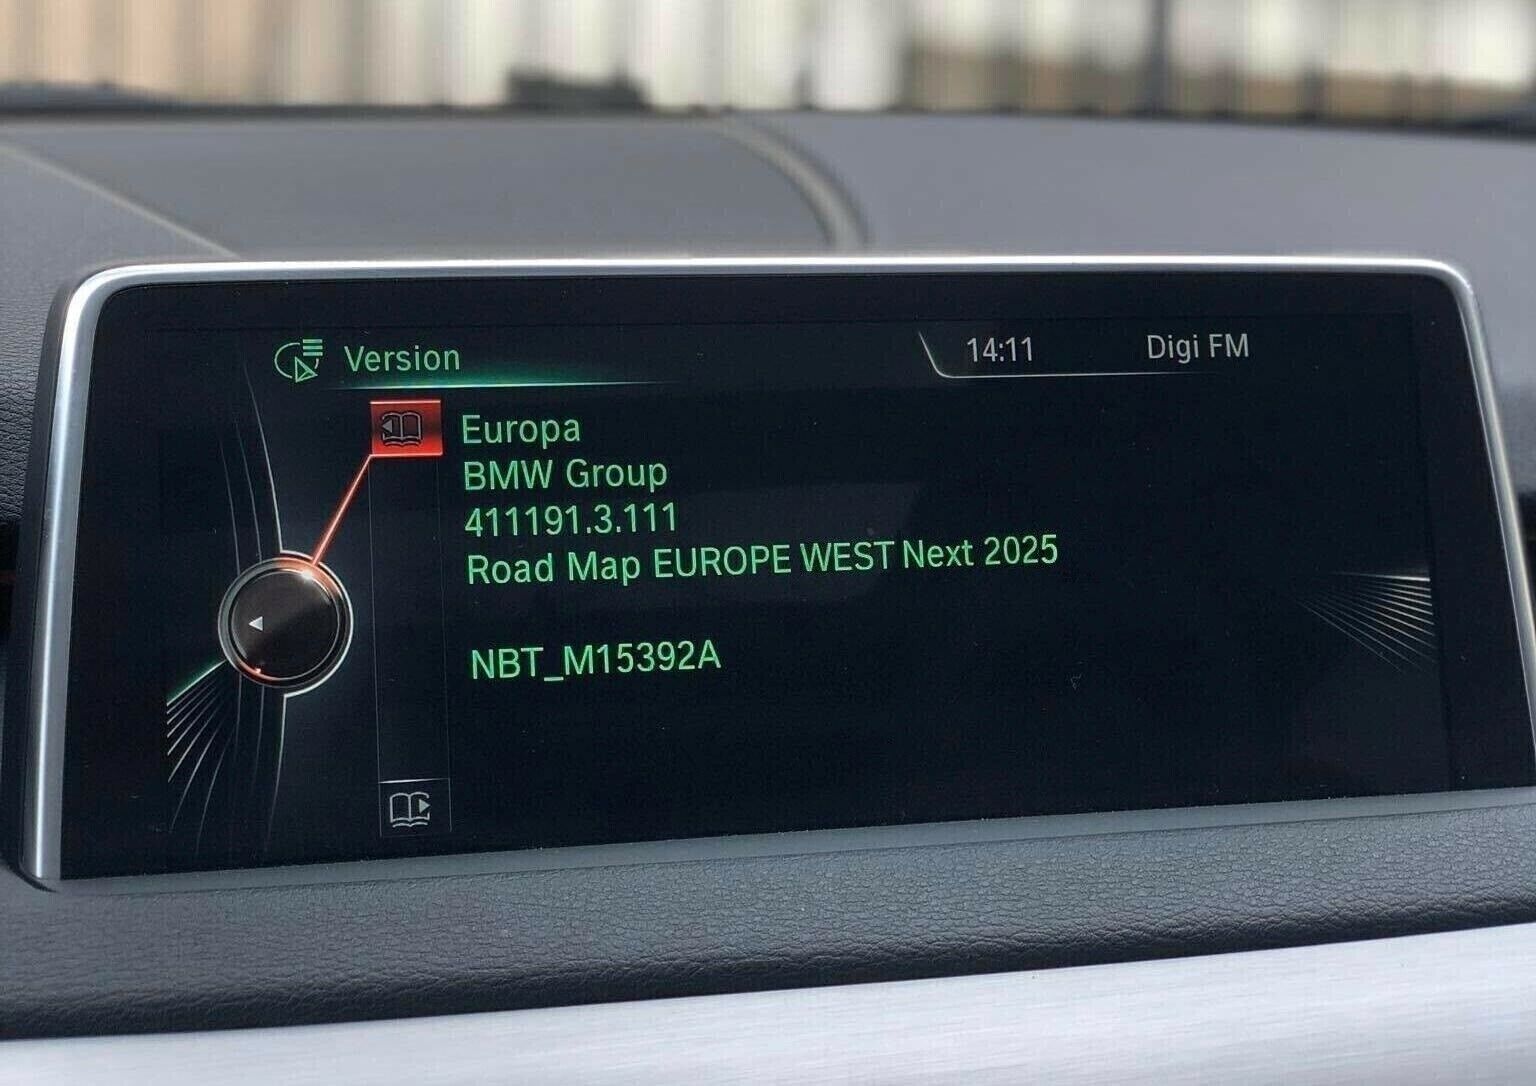 Version
14:11
Digi FM
Europa
BMW Group
411191.3.111
Road Map EUROPE WEST Next 2025
NBT_M15392A